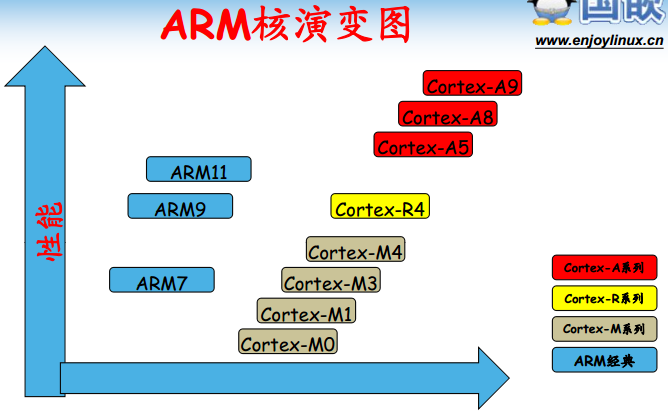 ARM核演变图
国嵌
www.enjoylinux.cn
性能
Cortex-A9
Cortex-A8
Cortex-A5
ARM11
ARM9
Cortex-R4
Cortex-M4
ARM7
Cortex-M3
Cortex-M1
Cortex-M0
Cortex-A系列
Cortex-R系列
Cortex-M系列
ARM经典